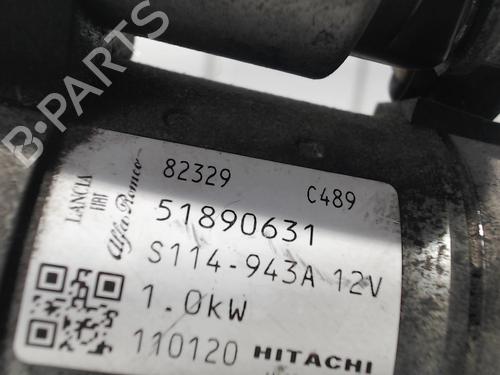 B-PARTS
LANCIA
FIAT
Alfa Romeo
82329 C489
51890631
S114-943A 12V
1.0kW
110120 HITACHI